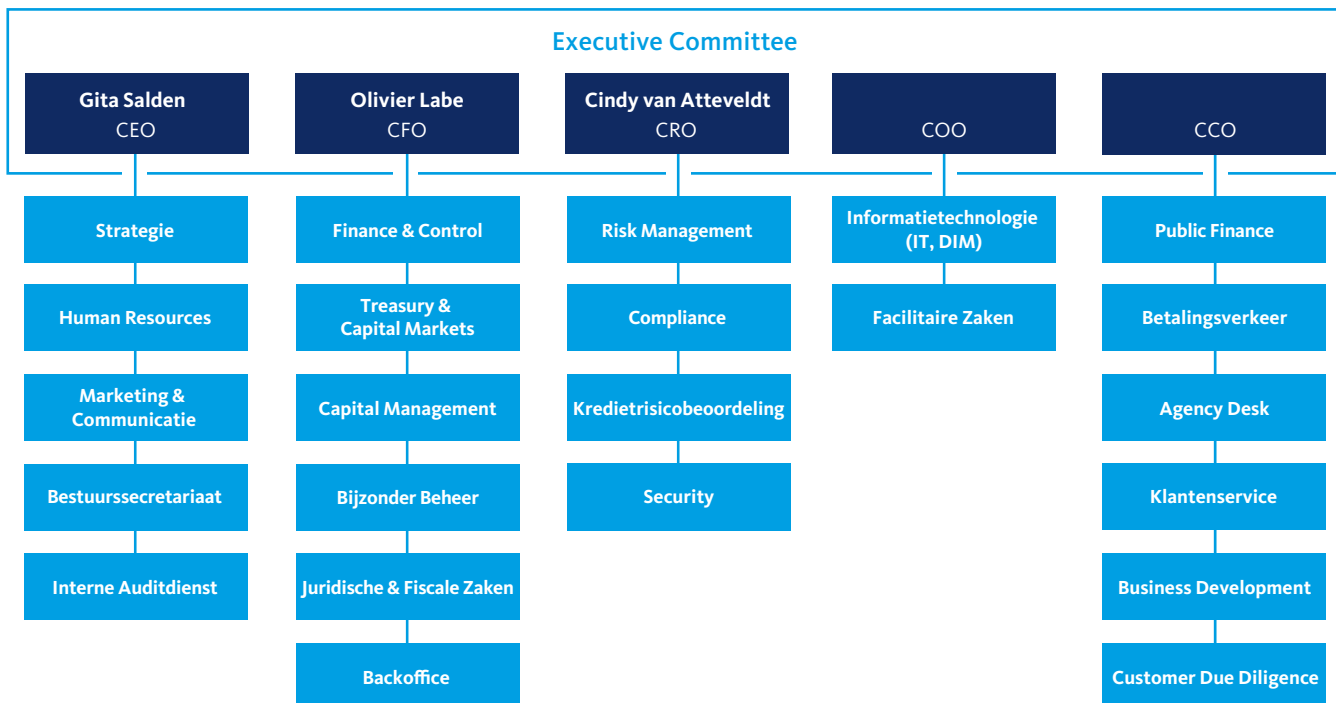 Executive Committee
Gita Salden
CEO
Olivier Labe
CFO
Cindy van Atteveldt
CRO
COO
CCO
Strategie
Human Resources
Marketing &
Communicatie
Bestuurssecretariaat
Interne Auditdienst
Finance & Control
Treasury &
Capital Markets
Capital Management
Bijzonder Beheer
Juridische & Fiscale Zaken
Backoffice
Risk Management
Compliance
Kredietrisicobeoordeling
Security
Informatietechnologie
(IT, DIM)
Facilitaire Zaken
Public Finance
Betalingsverkeer
Agency Desk
Klantenservice
Business Development
Customer Due Diligence